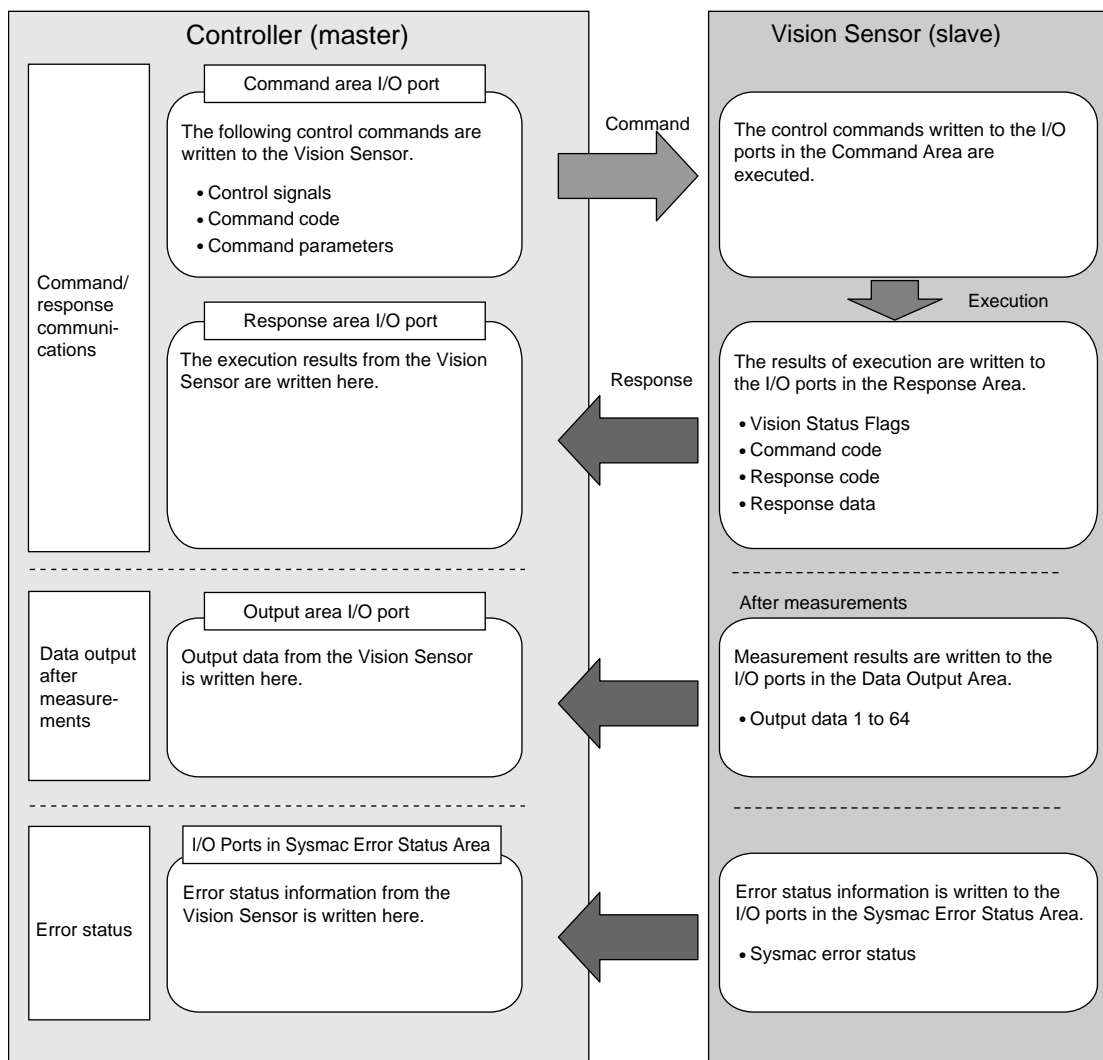 Controller (master)
Vision Sensor (slave)
Command/
response
communi-
cations
Command area I/O port
The following control commands are
written to the Vision Sensor.
• Control signals
• Command code
• Command parameters
Command
The control commands written to the I/O
ports in the Command Area are
executed.
Execution
Response area I/O port
The execution results from the Vision
Sensor are written here.
Response
The results of execution are written to
the I/O ports in the Response Area.
• Vision Status Flags
• Command code
• Response code
• Response data
Data output
after
measure-
ments
Output area I/O port
Output data from the Vision Sensor
is written here.
After measurements
Measurement results are written to the
I/O ports in the Data Output Area.
• Output data 1 to 64
Error status
I/O Ports in Sysmac Error Status Area
Error status information from the
Vision Sensor is written here.
Error status information is written to the
I/O ports in the Sysmac Error Status Area.
• Sysmac error status